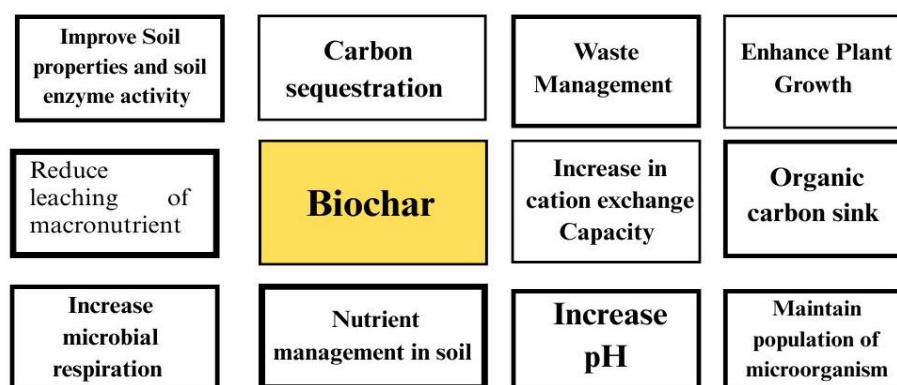 Improve Soil
properties and soil
enzyme activity
Carbon
sequestration
Waste
Management
Enhance Plant
Growth
Reduce
leaching of
macronutrient
Biochar
Increase in
cation exchange
Capacity
Organic
carbon sink
Increase
microbial
respiration
Nutrient
management in soil
Increase
pH
Maintain
population of
microorganism